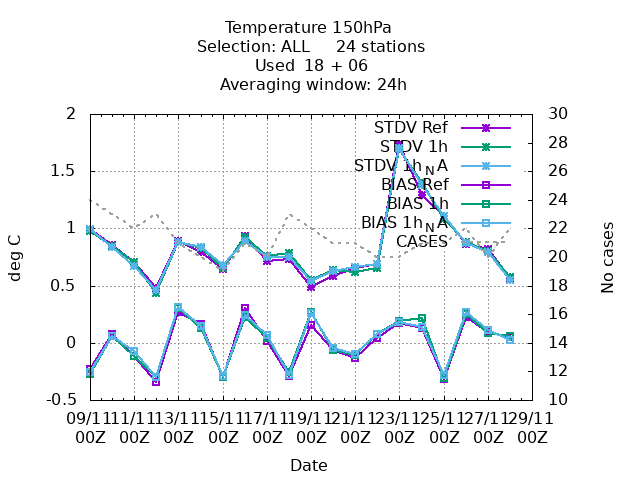 Temperature 150hPa
Selection: ALL 24 stations
Used 18 + 06
Averaging window: 24h
2
1.5
1
0.5
0
-0.5
deg C
30
28
26
24
22
20
18
16
14
12
10
No cases
STDV Ref
STDV 1h
STDV 1h_N A
BIAS Ref
BIAS 1h
BIAS 1h_N A
CASES
09/11 11/11 13/11 15/11 17/11 19/11 21/11 23/11 25/11 27/11 29/11
00Z 00Z 00Z 00Z 00Z 00Z 00Z 00Z 00Z 00Z 00Z
Date